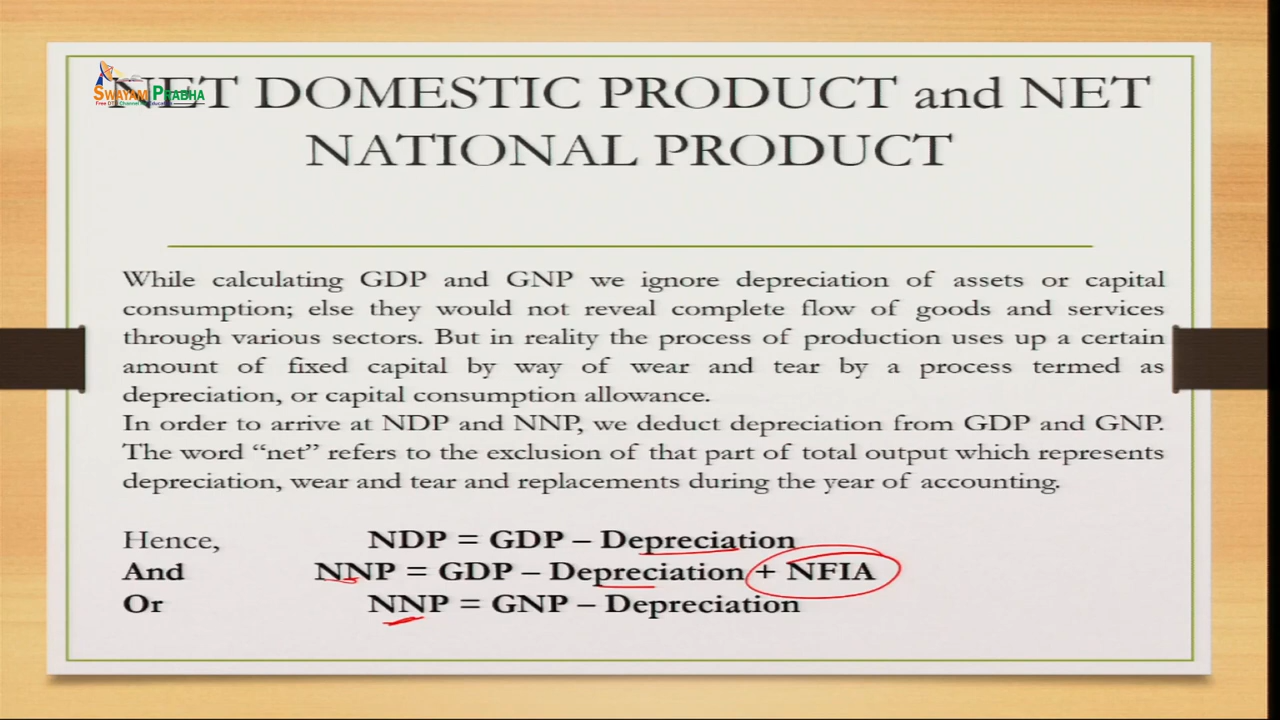 SWAYAM PRABHA
NET DOMESTIC PRODUCT and NET
NATIONAL PRODUCT
While calculating GDP and GNP we ignore depreciation of assets or capital
consumption; else they would not reveal complete flow of goods and services
through various sectors. But in reality the process of production uses up a certain
amount of fixed capital by way of wear and tear by a process termed as
depreciation, or capital consumption allowance.
In order to arrive at NDP and NNP, we deduct depreciation from GDP and GNP.
The word “net” refers to the exclusion of that part of total output which represents
depreciation, wear and tear and replacements during the year of accounting.
Hence, NDP = GDP – Depreciation
And NNP = GDP – Depreciation + NFIA
Or NNP = GNP – Depreciation